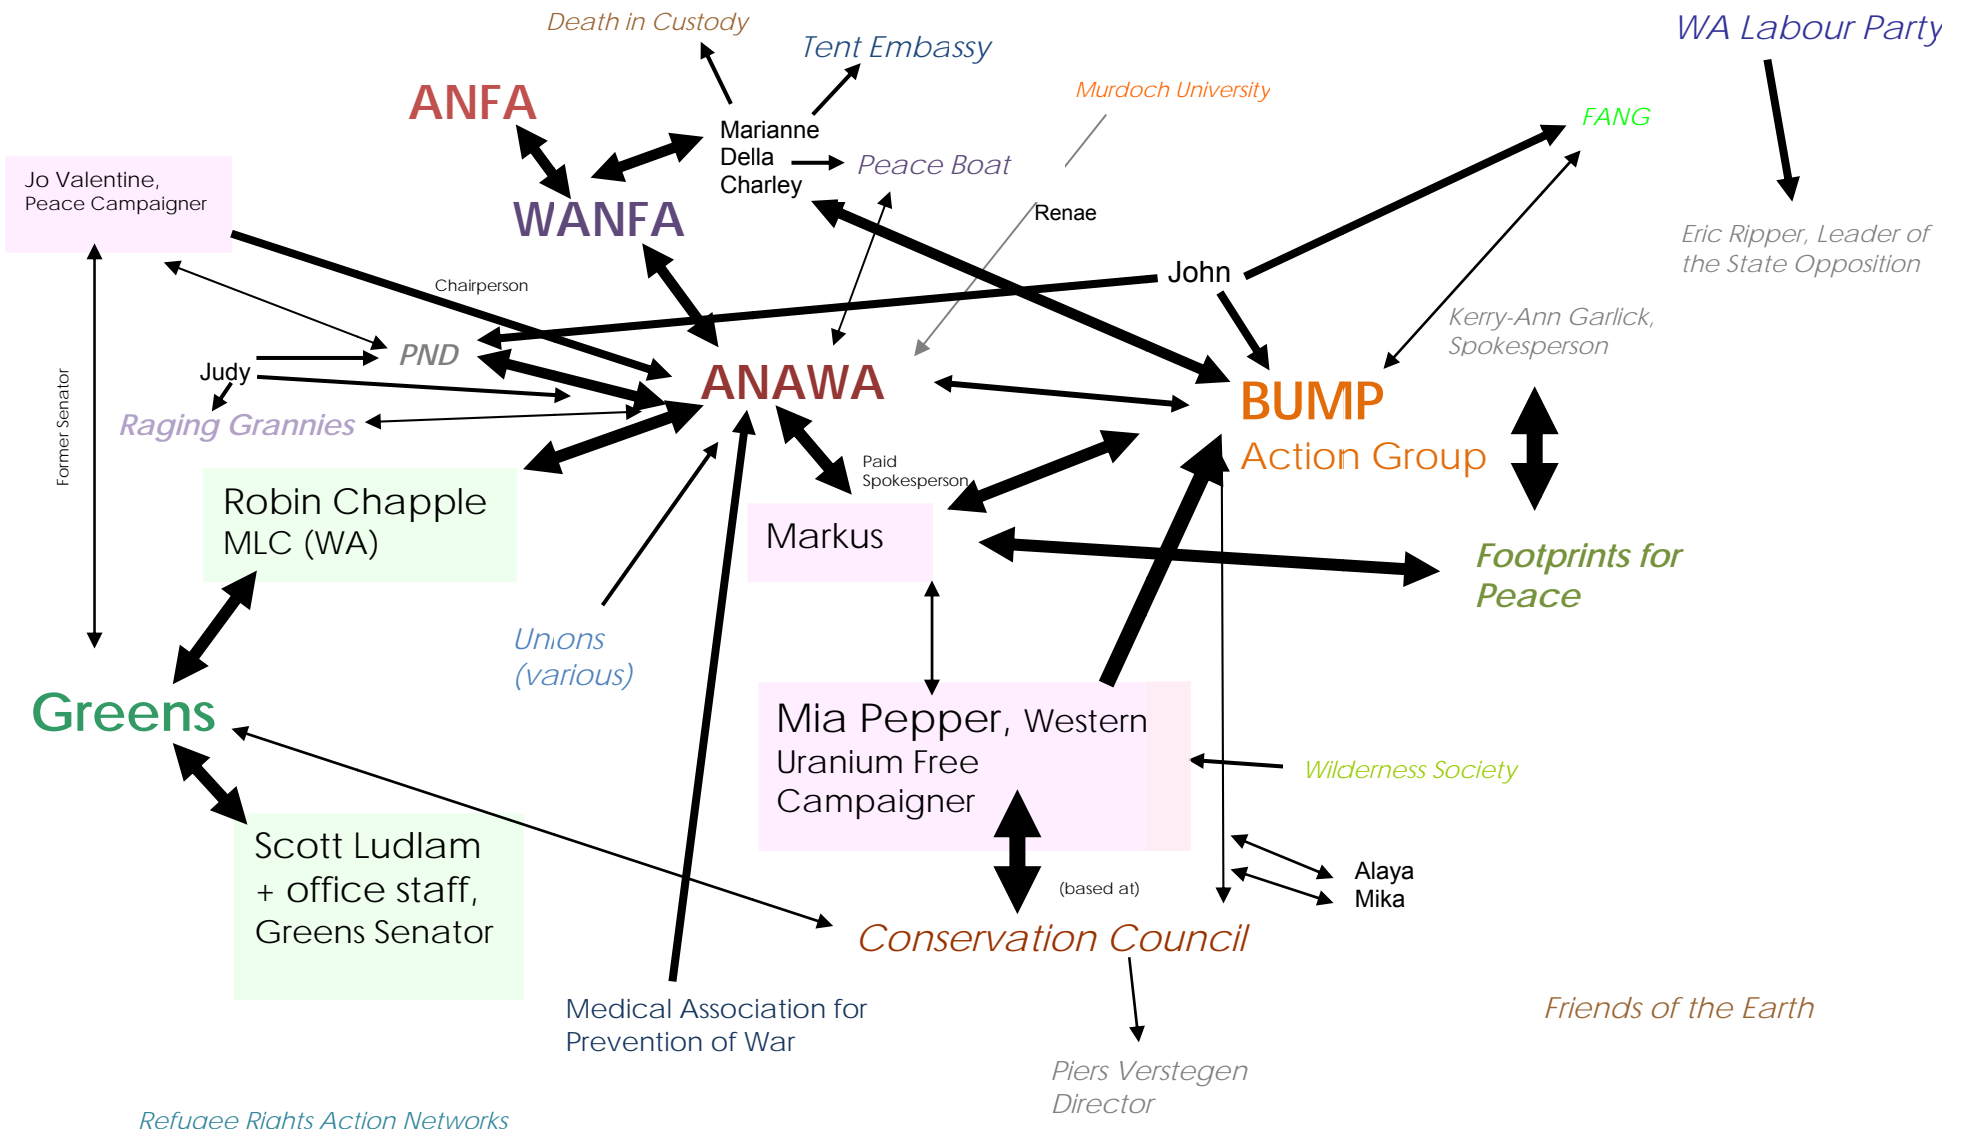 Death in Custody
Tent Embassy
WA Labour Party
ANFA
Murdoch University
FANG
Marianne
Della
Charley
Peace Boat
Jo Valentine,
Peace Campaigner
WANFA
Renae
Eric Ripper, Leader of
the State Opposition
John
Chairperson
Kerry-Ann Garlick,
Spokesperson
PND
Judy
ANAWA
BUMP
Action Group
Former Senator
Raging Grannies
Paid
Spokesperson
Robin Chapple
MLC (WA)
Markus
Footprints for
Peace
Unions
(various)
Greens
Mia Pepper, Western
Uranium Free
Campaigner
Wilderness Society
Scott Ludlam
+ office staff,
Greens Senator
Alaya
Mika
(based at)
Conservation Council
Medical Association for
Prevention of War
Friends of the Earth
Piers Verstegen
Director
Refugee Rights Action Networks